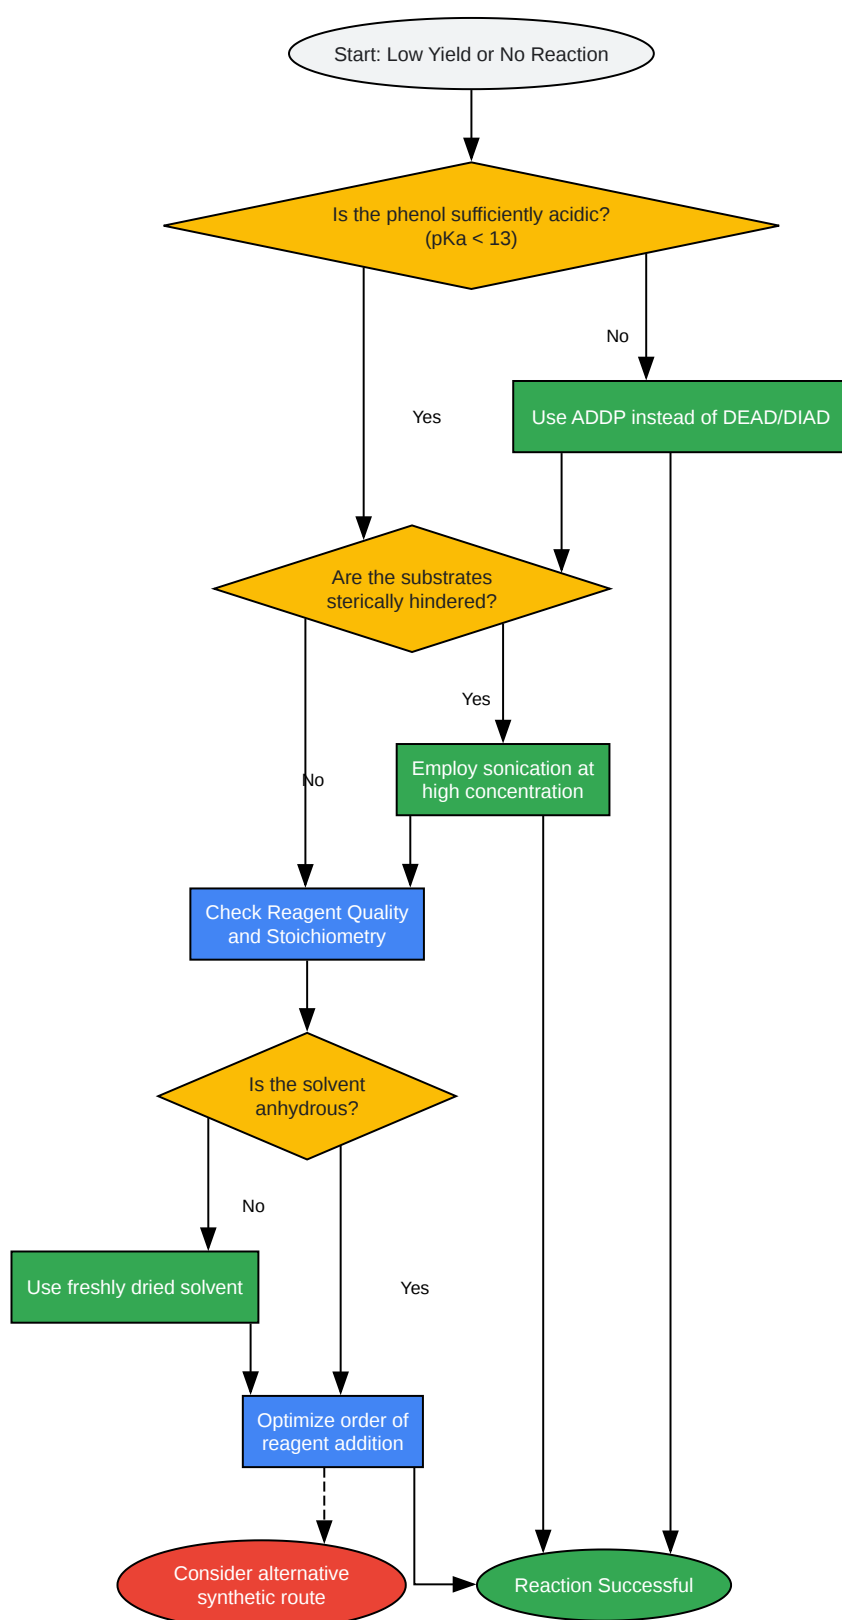 Start: Low Yield or No Reaction
Is the phenol sufficiently acidic?
(pKa < 13)
No
Yes
Use ADDP instead of DEAD/DIAD
Are the substrates
sterically hindered?
Yes
No
Employ sonication at
high concentration
Check Reagent Quality
and Stoichiometry
Is the solvent
anhydrous?
No
Yes
Use freshly dried solvent
Optimize order of
reagent addition
Consider alternative
synthetic route
Reaction Successful